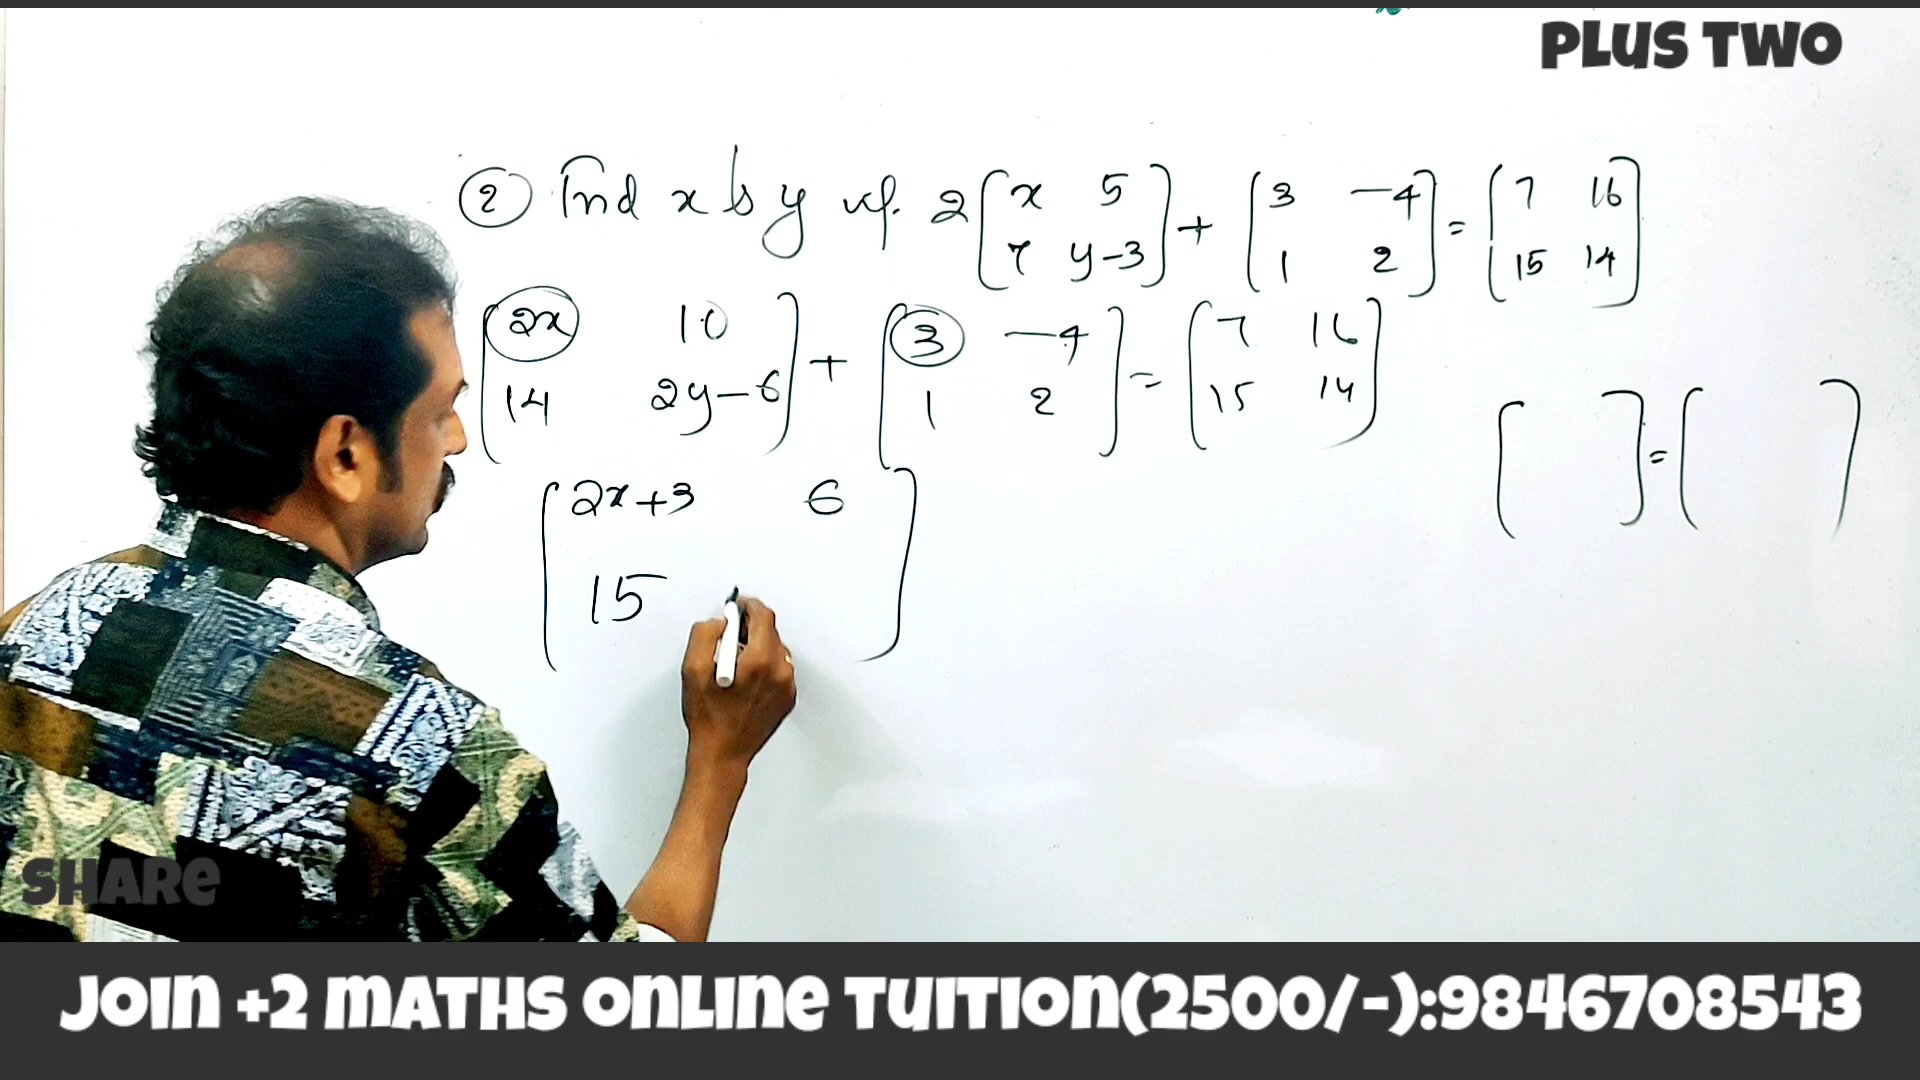 PLUS TWO
② Find x & y if 2[x 5; 7 y-3] + [3 -4; 1 2] = [7 16; 15 14]
[2x 10; 14 2y-6] + [3 -4; 1 2] = [7 16; 15 14]
[ ] = [ ]
[2x+3 6; 15 ]
SHARE
JOIN +2 MATHS ONLINE TUITION(2500/-):9846708543